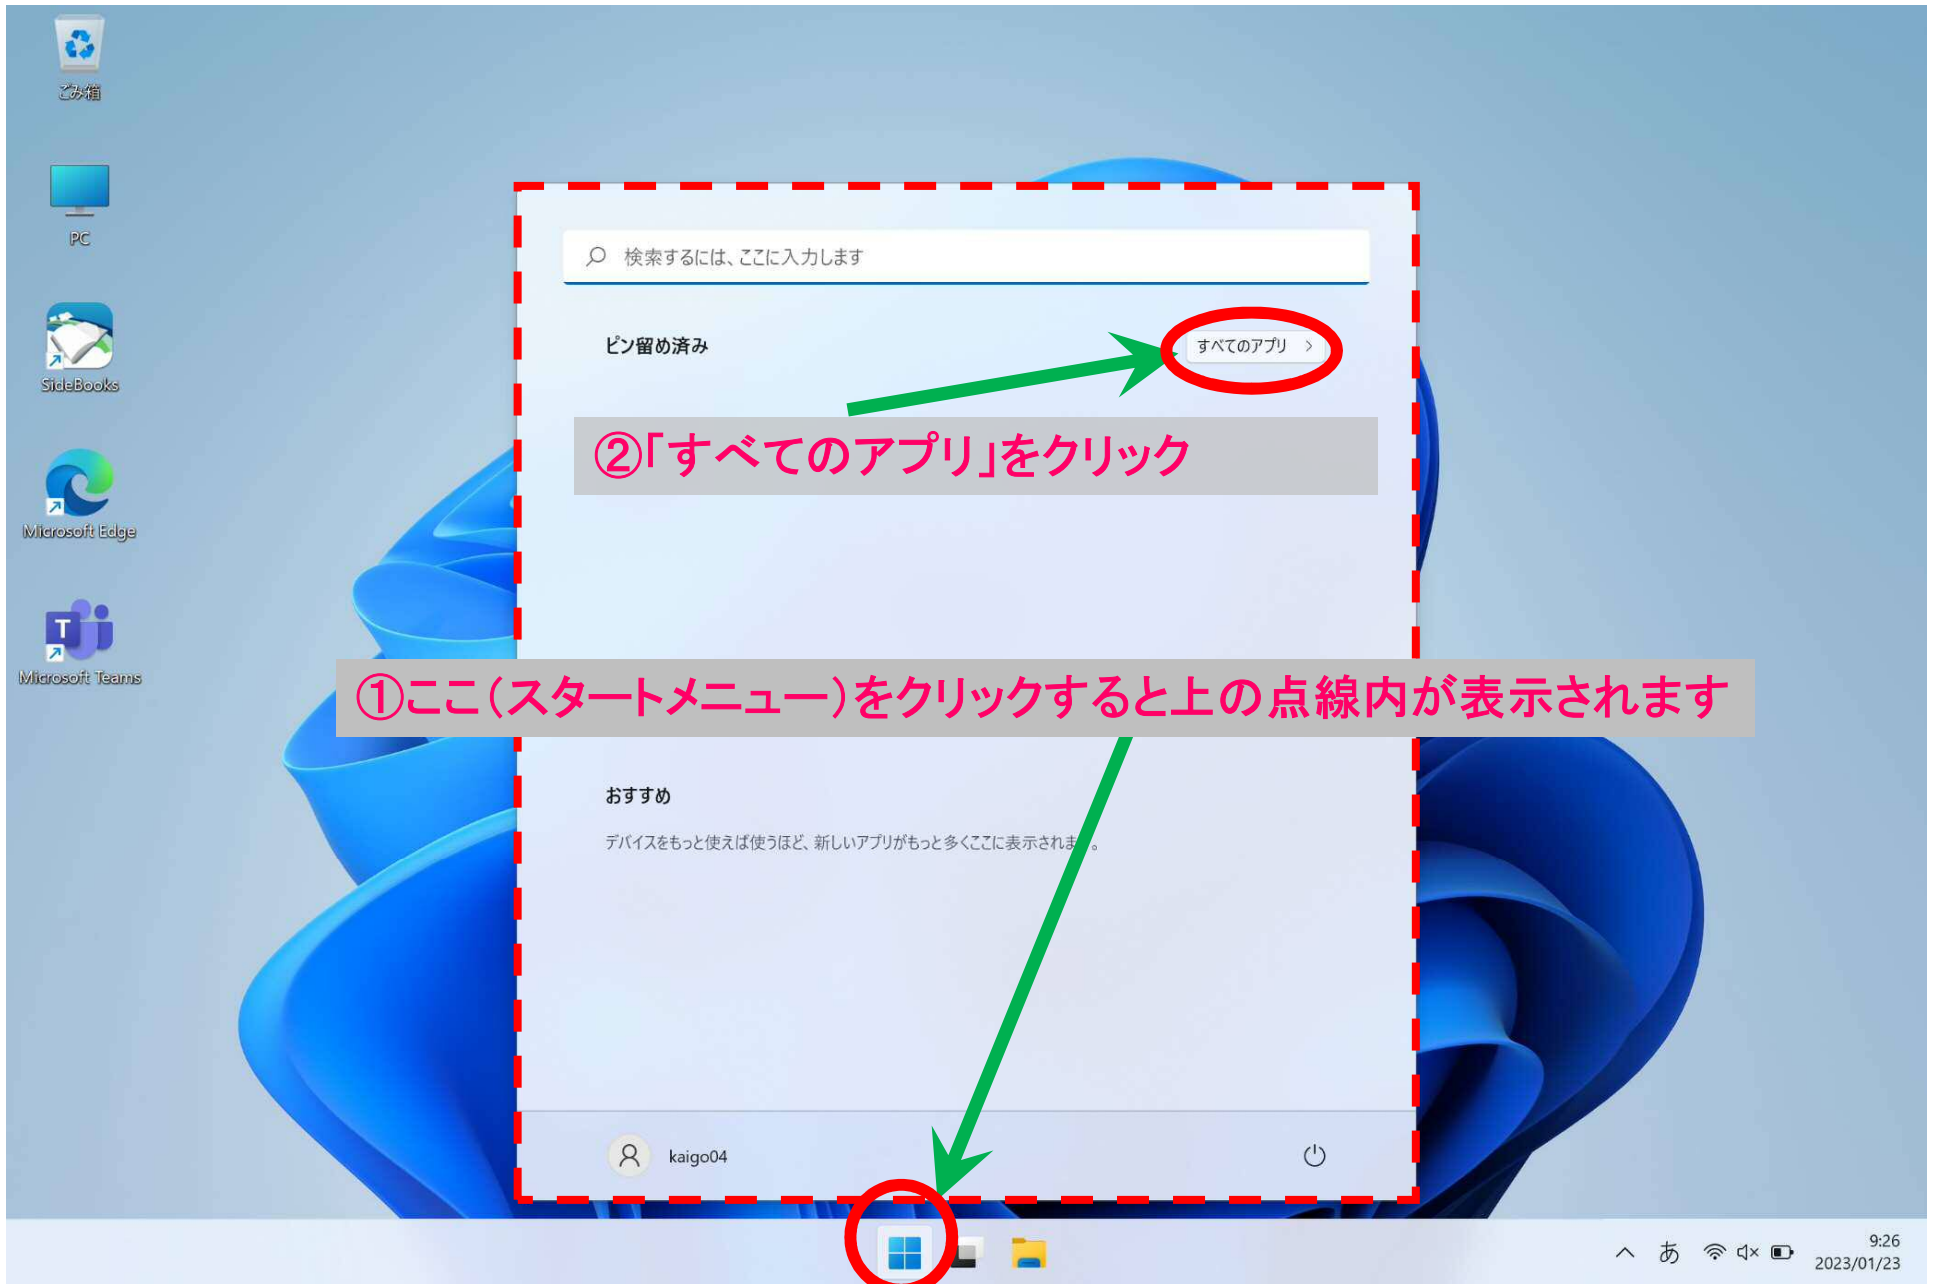 ごみ箱
PC
SideBooks
Microsoft Edge
Microsoft Teams
検索するには、ここに入力します
ピン留め済み
すべてのアプリ >
②「すべてのアプリ」をクリック
①ここ(スタートメニュー)をクリックすると上の点線内が表示されます
おすすめ
デバイスをもっと使えば使うほど、新しいアプリがもっと多くここに表示されま 。
kaigo04
あ
9:26
2023/01/23